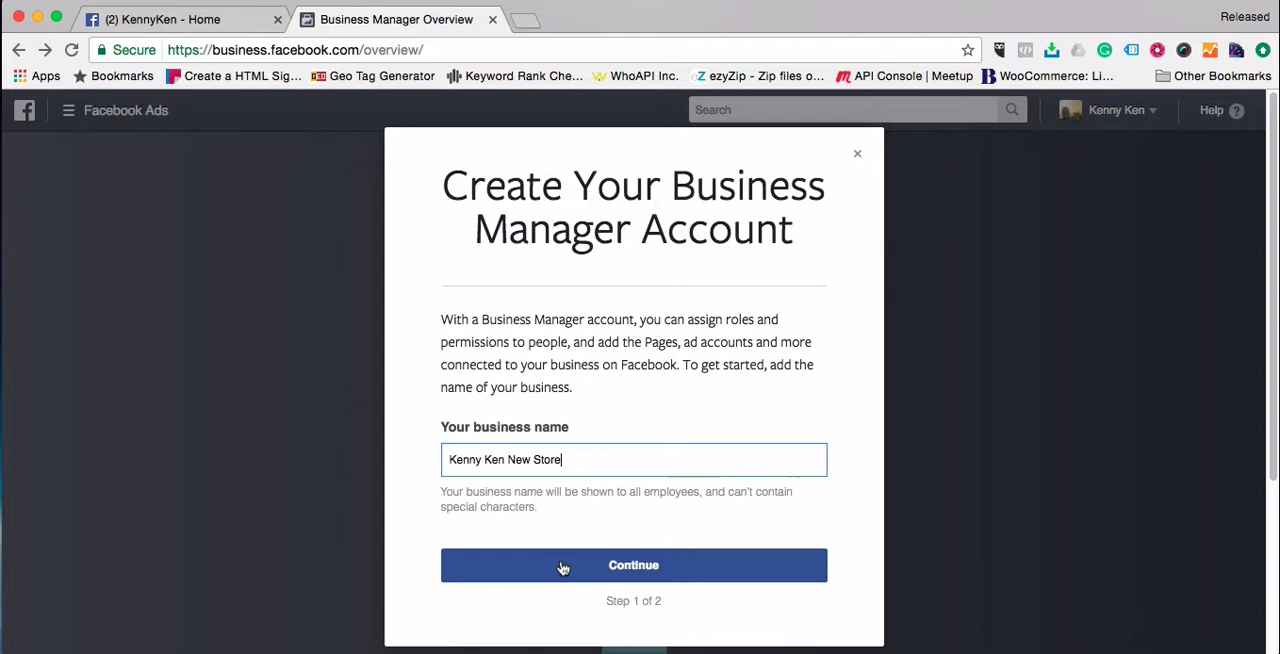 (2) KennyKen - Home
Business Manager Overview
Released
Secure https://business.facebook.com/overview/
Apps Bookmarks Create a HTML Sig... GEO Geo Tag Generator Keyword Rank Che... WhoAPI Inc. ezyZip - Zip files o... API Console | Meetup WooCommerce: Li... Other Bookmarks
Facebook Ads
Search
Kenny Ken
Help
Create Your Business
Manager Account
With a Business Manager account, you can assign roles and
permissions to people, and add the Pages, ad accounts and more
connected to your business on Facebook. To get started, add the
name of your business.
Your business name
Kenny Ken New Store
Your business name will be shown to all employees, and can't contain
special characters.
Continue
Step 1 of 2